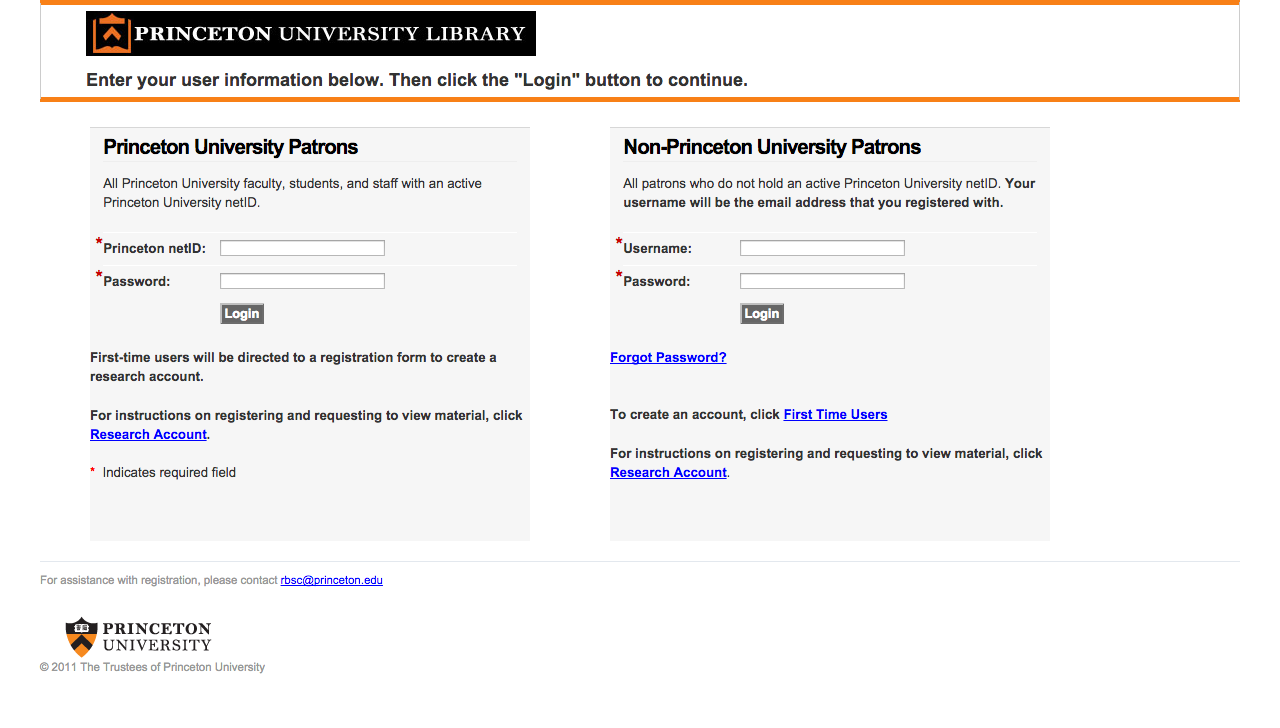 PRINCETON UNIVERSITY LIBRARY
Enter your user information below. Then click the "Login" button to continue.
Princeton University Patrons
All Princeton University faculty, students, and staff with an active
Princeton University netID.
*Princeton netID:
*Password:
Login
First-time users will be directed to a registration form to create a
research account.
For instructions on registering and requesting to view material, click
Research Account.
* Indicates required field
Non-Princeton University Patrons
All patrons who do not hold an active Princeton University netID. Your
username will be the email address that you registered with.
*Username:
*Password:
Login
Forgot Password?
To create an account, click First Time Users
For instructions on registering and requesting to view material, click
Research Account.
For assistance with registration, please contact rbsc@princeton.edu
PRINCETON
UNIVERSITY
© 2011 The Trustees of Princeton University